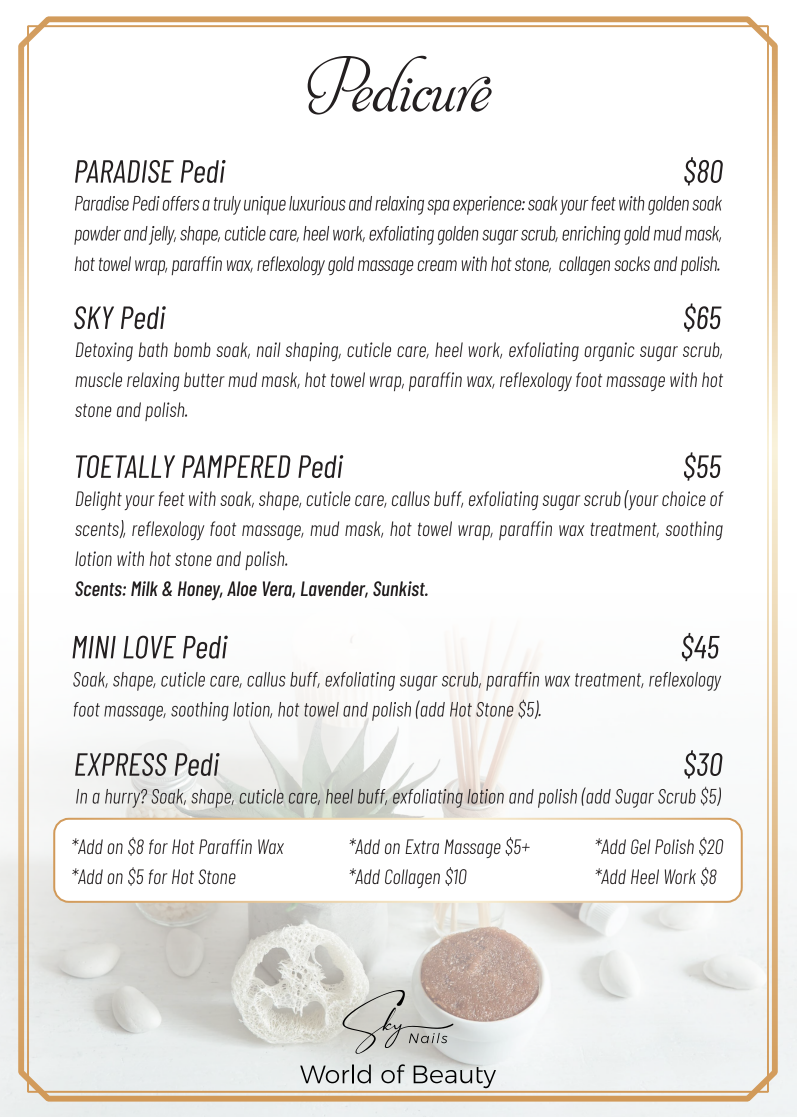 Pedicure
PARADISE Pedi $80
Paradise Pedi offers a truly unique luxurious and relaxing spa experience: soak your feet with golden soak
powder and jelly, shape, cuticle care, heel work, exfoliating golden sugar scrub, enriching gold mud mask,
hot towel wrap, paraffin wax, reflexology gold massage cream with hot stone, collagen socks and polish.
SKY Pedi $65
Detoxing bath bomb soak, nail shaping, cuticle care, heel work, exfoliating organic sugar scrub,
muscle relaxing butter mud mask, hot towel wrap, paraffin wax, reflexology foot massage with hot
stone and polish.
TOETALLY PAMPERED Pedi $55
Delight your feet with soak, shape, cuticle care, callus buff, exfoliating sugar scrub (your choice of
scents), reflexology foot massage, mud mask, hot towel wrap, paraffin wax treatment, soothing
lotion with hot stone and polish.
Scents: Milk & Honey, Aloe Vera, Lavender, Sunkist.
MINI LOVE Pedi $45
Soak, shape, cuticle care, callus buff, exfoliating sugar scrub, paraffin wax treatment, reflexology
foot massage, soothing lotion, hot towel and polish (add Hot Stone $5).
EXPRESS Pedi $30
In a hurry? Soak, shape, cuticle care, heel buff, exfoliating lotion and polish (add Sugar Scrub $5)
*Add on $8 for Hot Paraffin Wax *Add on Extra Massage $5+ *Add Gel Polish $20
*Add on $5 for Hot Stone *Add Collagen $10 *Add Heel Work $8
Sky Nails
World of Beauty